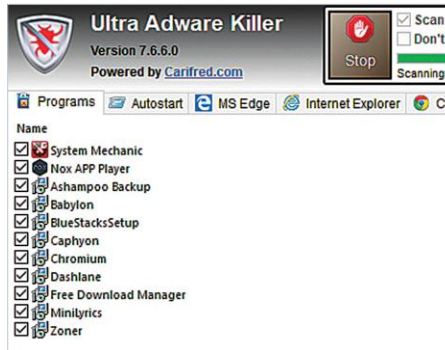 Ultra Adware Killer
Version 7.6.6.0
Powered by Carifred.com
Stop
Scan
Don't
Scanning
Programs Autostart MS Edge Internet Explorer C
Name
System Mechanic
Nox APP Player
Ashampoo Backup
Babylon
BlueStacksSetup
Caphyon
Chromium
Dashlane
Free Download Manager
MiniLyrics
Zoner